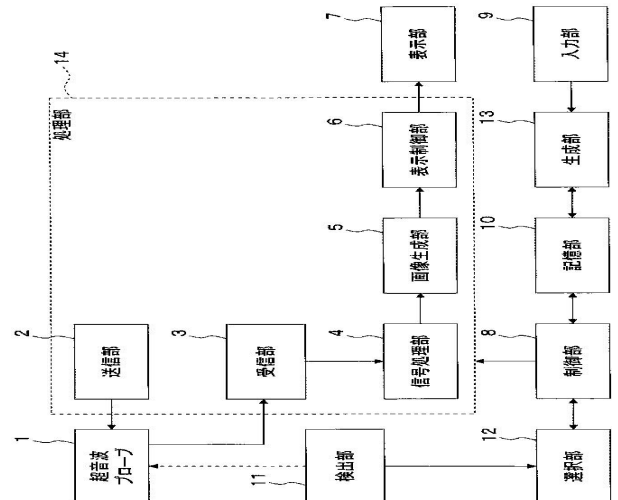 14
処理部
1
超音波
プローブ
2
送信部
3
受信部
4
信号処理部
5
画像生成部
6
表示制御部
7
表示部
11
検出部
12
選択部
8
制御部
10
記憶部
13
生成部
9
入力部